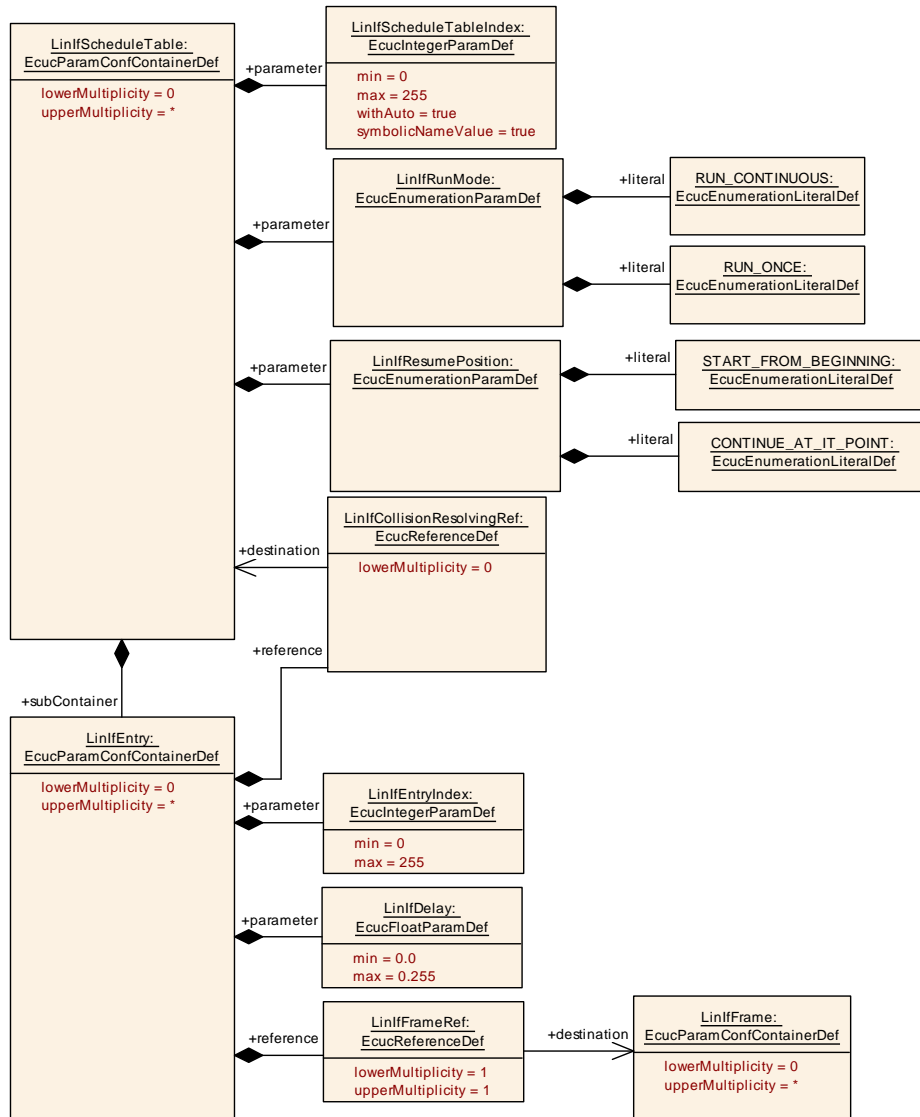 LinIfScheduleTable:
EcucParamConfContainerDef
lowerMultiplicity = 0
upperMultiplicity = *
+parameter
LinIfScheduleTableIndex:
EcucIntegerParamDef
min = 0
max = 255
withAuto = true
symbolicNameValue = true
+parameter
LinIfRunMode:
EcucEnumerationParamDef
+literal
RUN_CONTINUOUS:
EcucEnumerationLiteralDef
+literal
RUN_ONCE:
EcucEnumerationLiteralDef
+parameter
LinIfResumePosition:
EcucEnumerationParamDef
+literal
START_FROM_BEGINNING:
EcucEnumerationLiteralDef
+literal
CONTINUE_AT_IT_POINT:
EcucEnumerationLiteralDef
+destination
LinIfCollisionResolvingRef:
EcucReferenceDef
lowerMultiplicity = 0
+reference
+subContainer
LinIfEntry:
EcucParamConfContainerDef
lowerMultiplicity = 0
upperMultiplicity = *
+parameter
LinIfEntryIndex:
EcucIntegerParamDef
min = 0
max = 255
+parameter
LinIfDelay:
EcucFloatParamDef
min = 0.0
max = 0.255
+reference
LinIfFrameRef:
EcucReferenceDef
lowerMultiplicity = 1
upperMultiplicity = 1
+destination
LinIfFrame:
EcucParamConfContainerDef
lowerMultiplicity = 0
upperMultiplicity = *